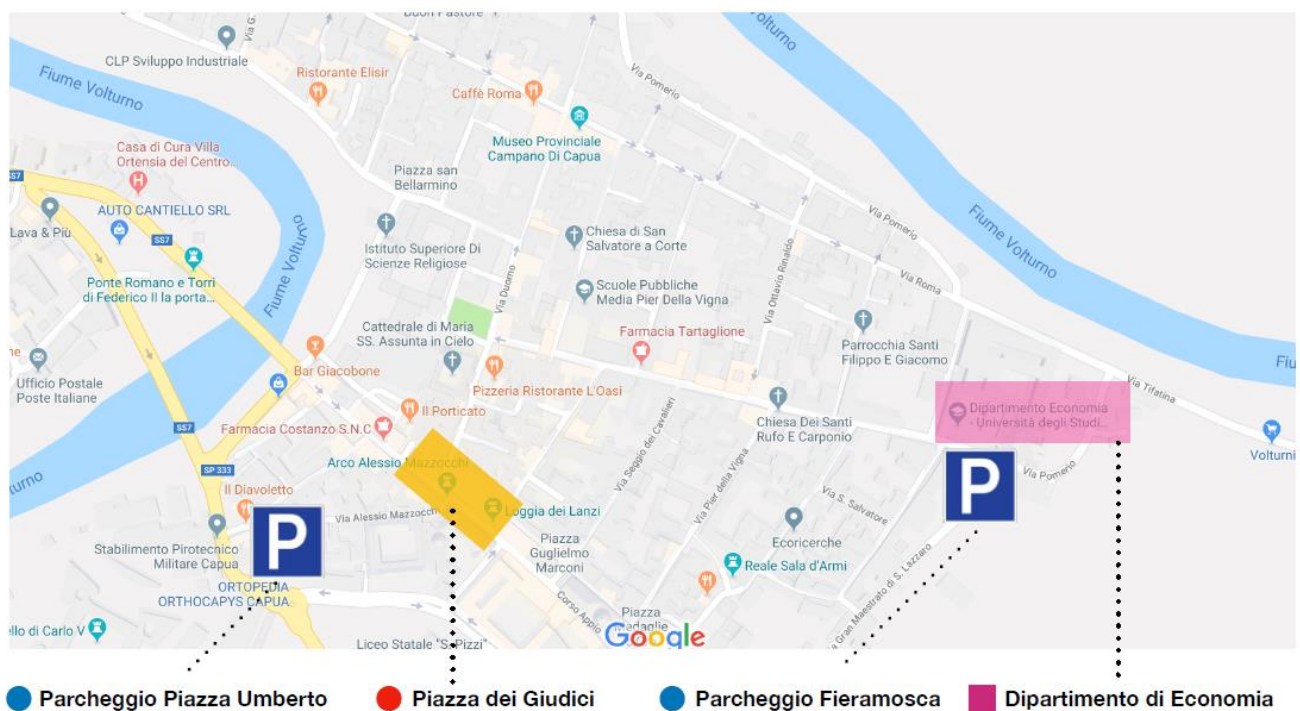 Buon Pastore
Via G.
CLP Sviluppo Industriale
Fiume Volturno
Ristorante Elisir
Caffè Roma
Via Pomerio
Volturno
Museo Provinciale
Campano Di Capua
Casa di Cura Villa
Ortensia del Centro...
SS7
Piazza san
Bellarmino
AUTO CANTIELLO SRL
Lava & Più
SS7
Istituto Superiore Di
Scienze Religiose
Chiesa di San
Salvatore a Corte
Via Pomerio
Fiume Volturno
Ponte Romano e Torri
di Federico II la porta...
Fiume Volturno
Via Duomo
Scuole Pubbliche
Media Pier Della Vigna
Via Ottavio Rinaldo
Via Roma
Cattedrale di Maria
SS. Assunta in Cielo
Farmacia Tartaglione
Parrocchia Santi
Filippo E Giacomo
Fiu
Ufficio Postale
Poste Italiane
Bar Giacobone
Pizzeria Ristorante L'Oasi
Via Tifatina
Il Porticato
Via Seggio dei Cavalieri
Chiesa Dei Santi
Rufo E Carponio
Dipartimento Economia
- Università degli Studi...
SS7
Farmacia Costanzo S.N.C
Volturni
Arco Alessio Mazzocchi
SP 333
Via Pier della Vigna
Via Pomerio
P
Il Diavoletto
Via Alessio Mazzocc
Loggia dei Lanzi
Via S. Salvatore
P
Stabilimento Pirotecnico
Militare Capua
Piazza
Guglielmo
Marconi
Ecoricerche
Reale Sala d'Armi
Via Gran Maestrato di S. Lazzaro
ORTOPEDIA
ORTHOCAPYS CAPUA
Corso Appio
Piazza
Medaglie
llo di Carlo V
Liceo Statale "S. Pizzi"
Google
Parcheggio Piazza Umberto
Piazza dei Giudici
Parcheggio Fieramosca
Dipartimento di Economia